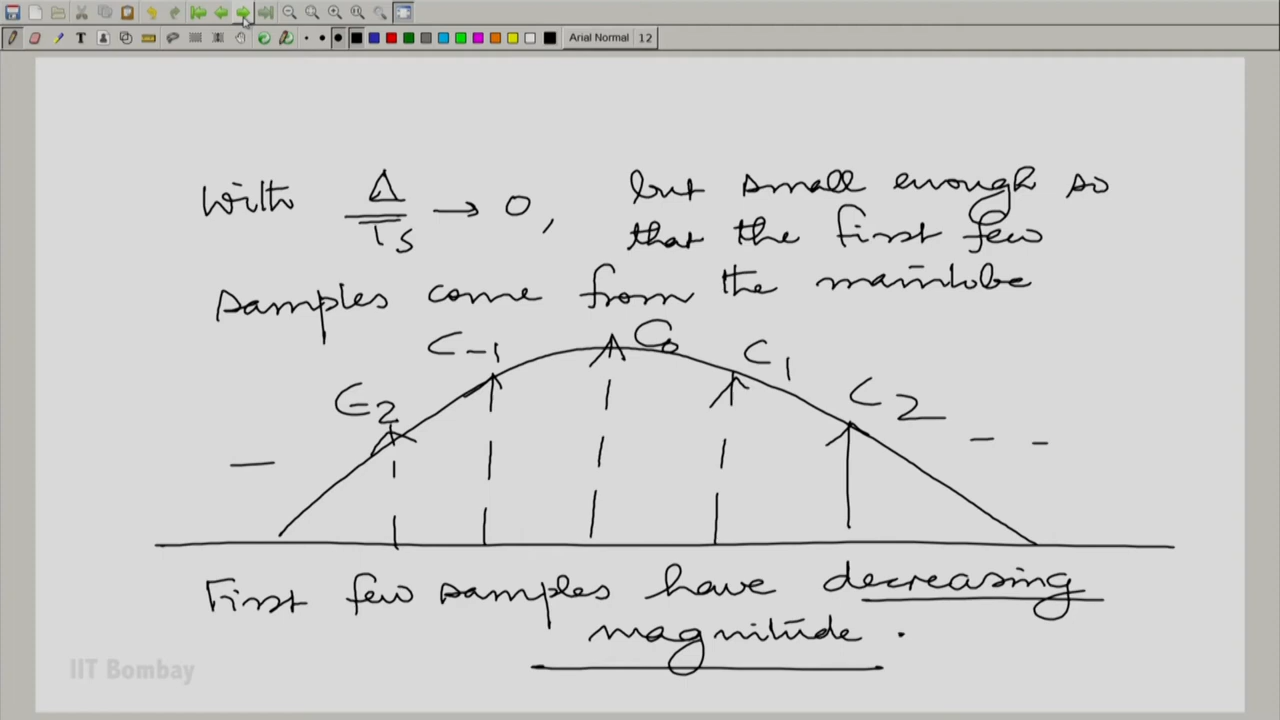 Arial Normal 12
With Δ/Ts → 0, but small enough so
that the first few
samples come from the mainlobe
C-2 C-1 C0 C1 C2
First few samples have decreasing
magnitude.
IIT Bombay